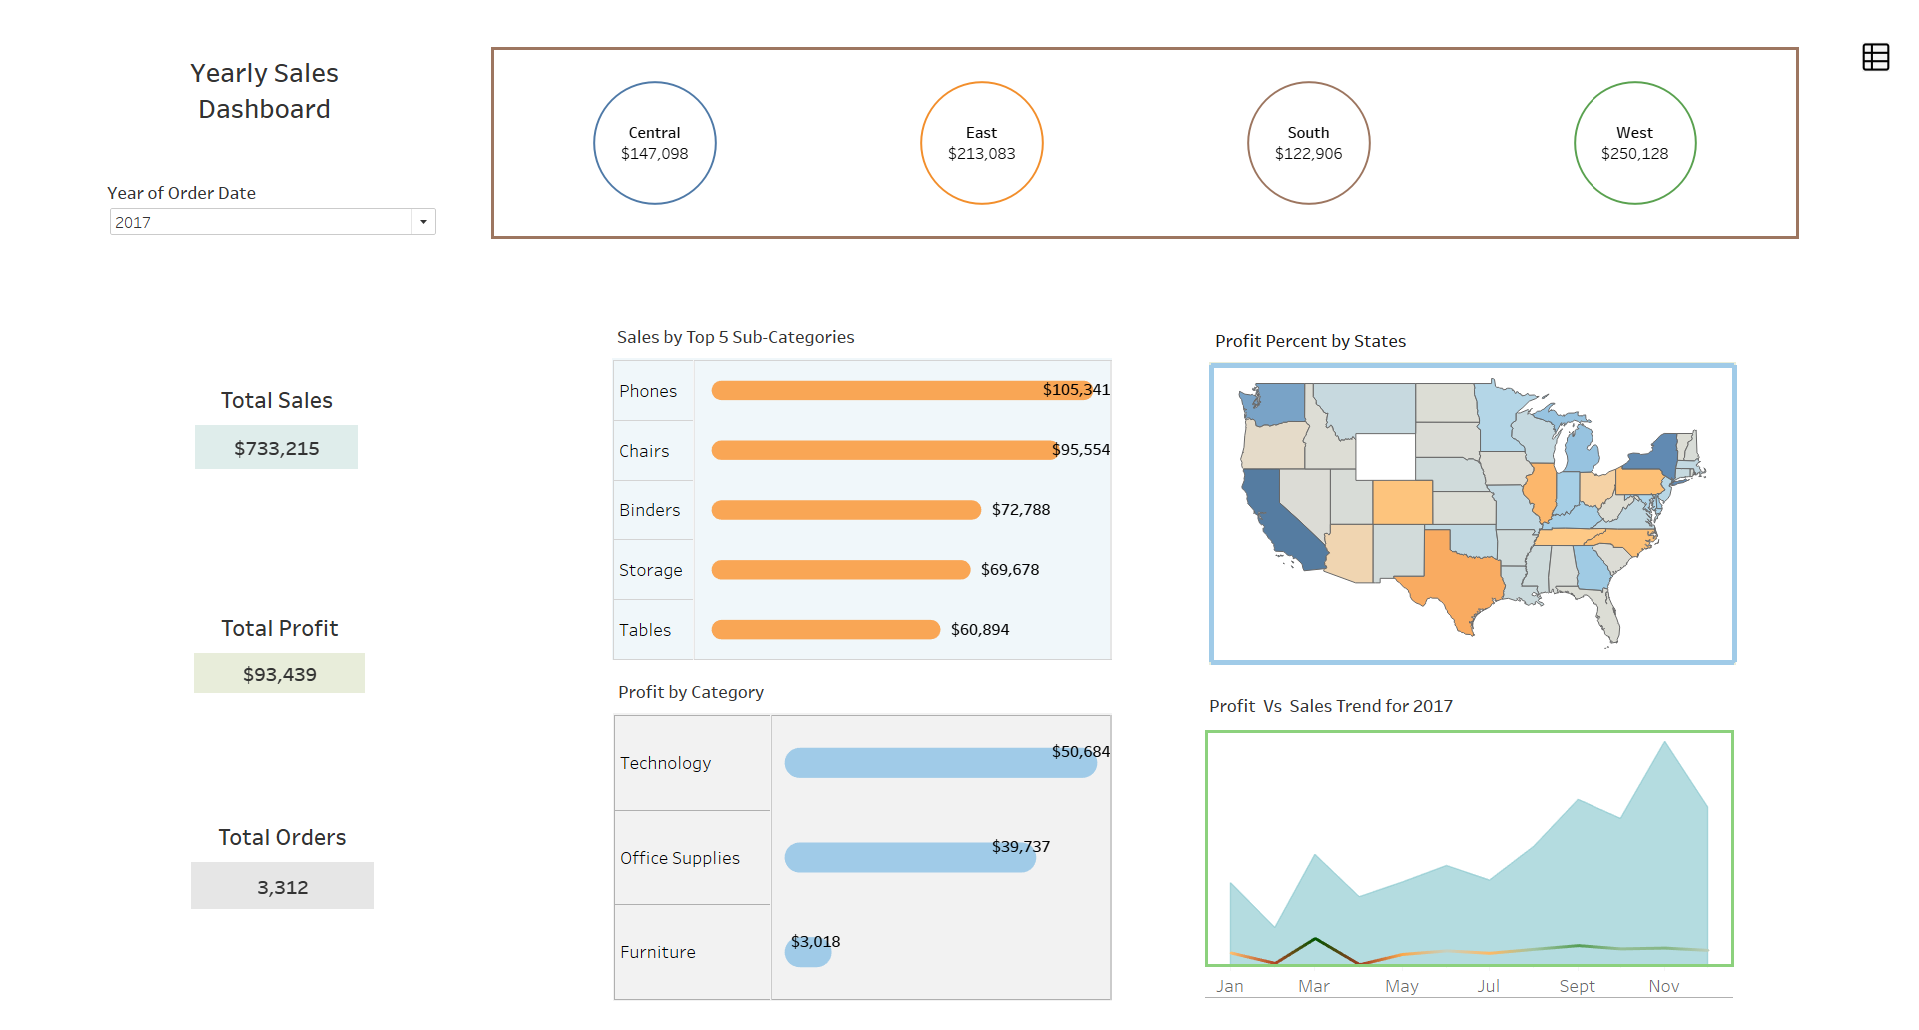 Yearly Sales
Dashboard
Year of Order Date
2017
Central
$147,098
East
$213,083
South
$122,906
West
$250,128
Total Sales
$733,215
Total Profit
$93,439
Total Orders
3,312
Sales by Top 5 Sub-Categories
Phones $105,341
Chairs $95,554
Binders $72,788
Storage $69,678
Tables $60,894
Profit by Category
Technology $50,684
Office Supplies $39,737
Furniture $3,018
Profit Percent by States
Profit Vs Sales Trend for 2017
Jan Mar May Jul Sept Nov